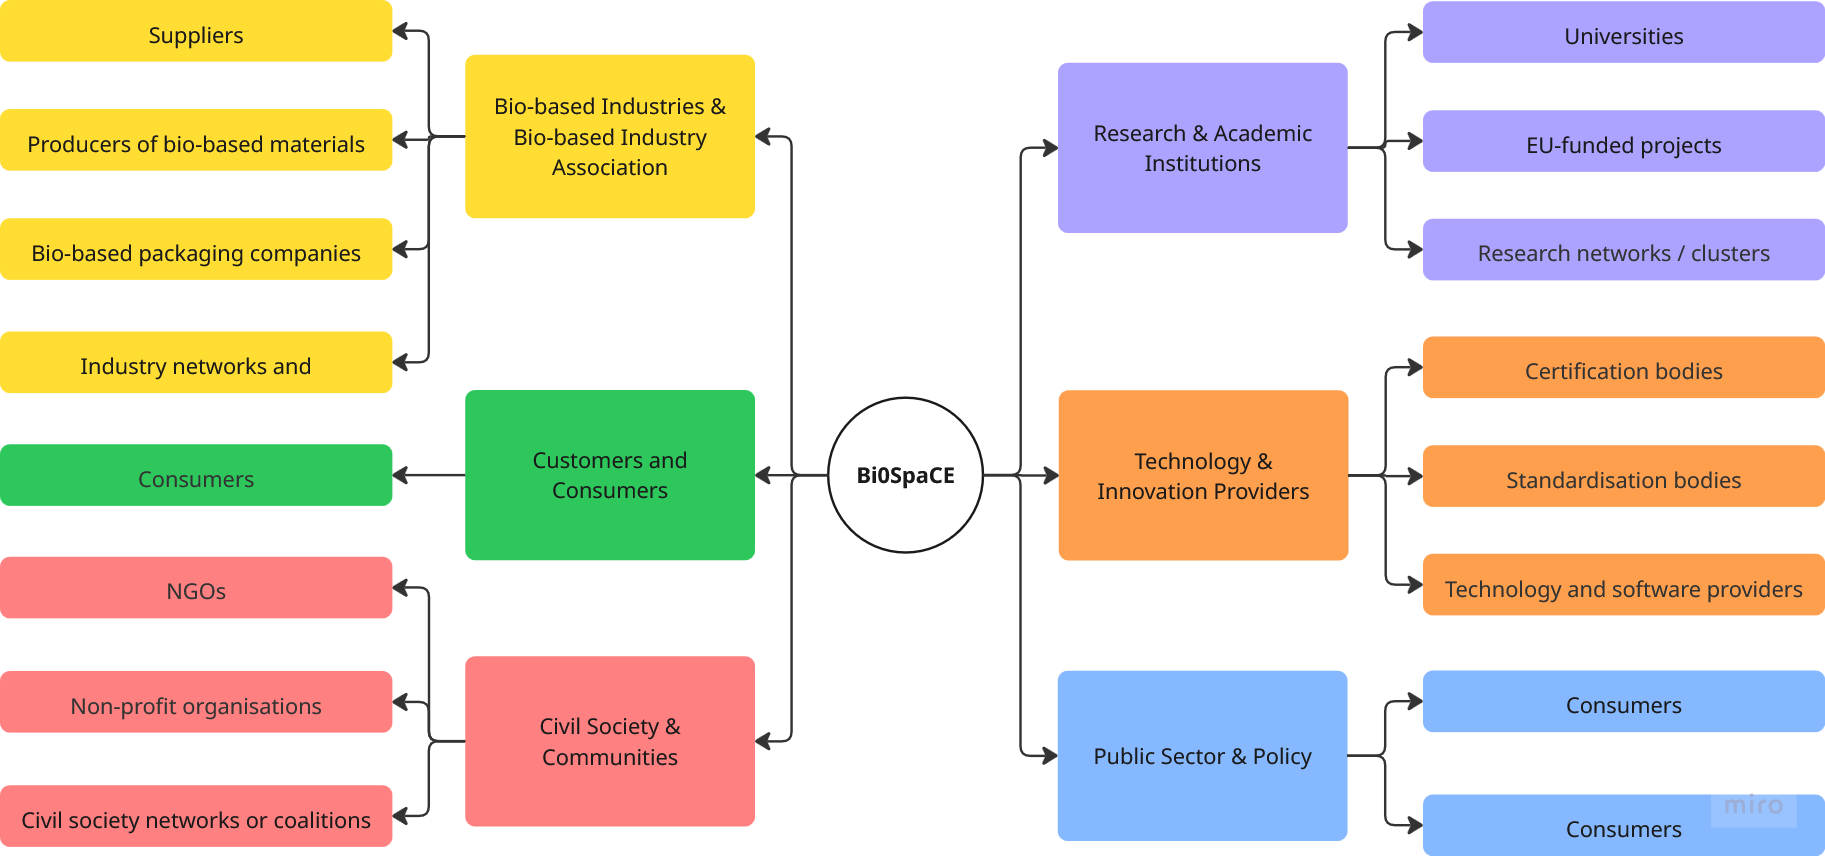 Suppliers
Producers of bio-based materials
Bio-based packaging companies
Industry networks and
Bio-based Industries &
Bio-based Industry
Association
Consumers
Customers and
Consumers
NGOs
Non-profit organisations
Civil society networks or coalitions
Civil Society &
Communities
Bi0SpaCE
Research & Academic
Institutions
Universities
EU-funded projects
Research networks / clusters
Technology &
Innovation Providers
Certification bodies
Standardisation bodies
Technology and software providers
Public Sector & Policy
Consumers
Consumers
miro